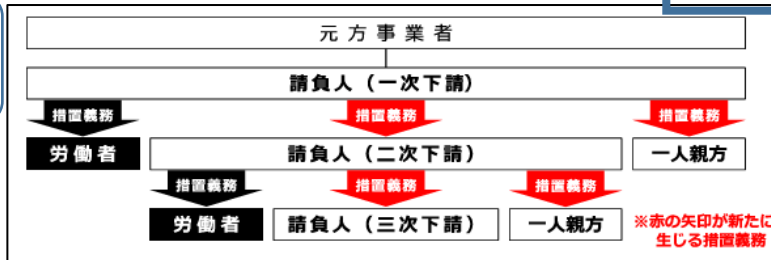 元方事業者
請負人（一次下請）
措置義務 措置義務 措置義務
労働者 請負人（二次下請） 一人親方
措置義務 措置義務 措置義務
労働者 請負人（三次下請） 一人親方
※赤の矢印が新たに
生じる措置義務